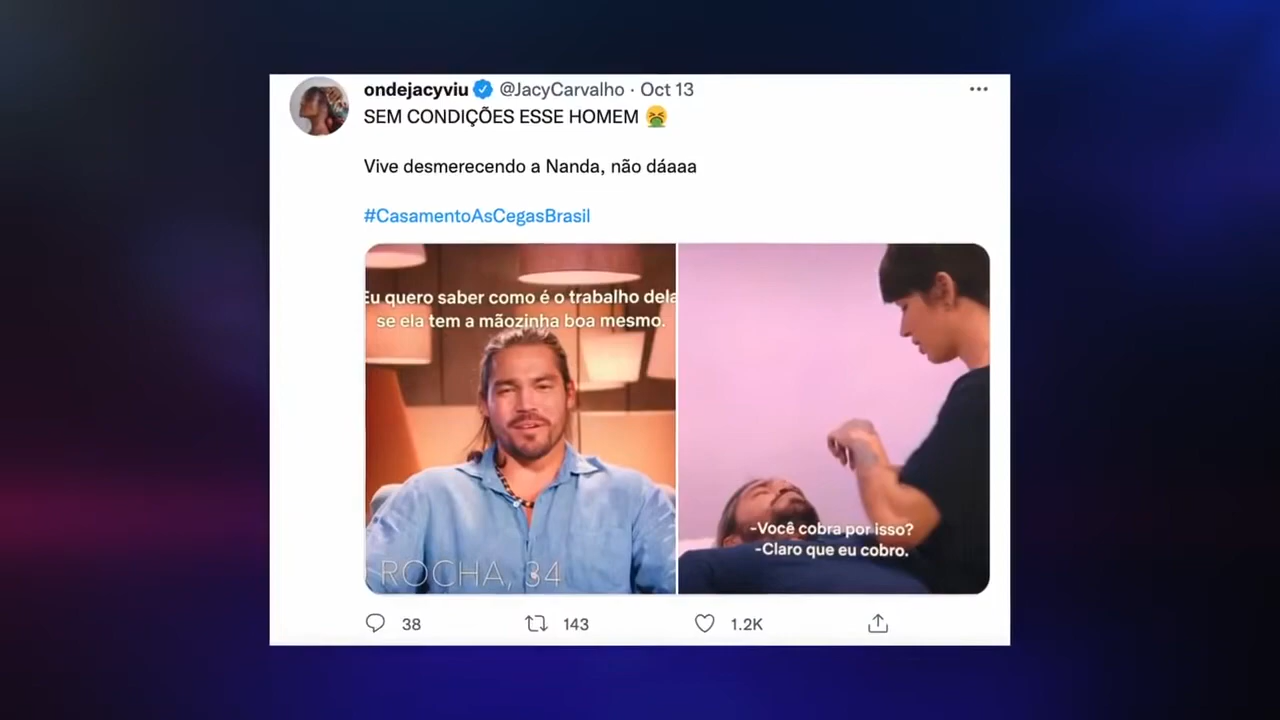 ondejacyviu @JacyCarvalho · Oct 13
SEM CONDIÇÕES ESSE HOMEM 🤮
Vive desmerecendo a Nanda, não dáaaa
#CasamentoAsCegasBrasil
Eu quero saber como é o trabalho dela
se ela tem a mãozinha boa mesmo.
ROCHA, 34
-Você cobra por isso?
-Claro que eu cobro.
38 143 1.2K